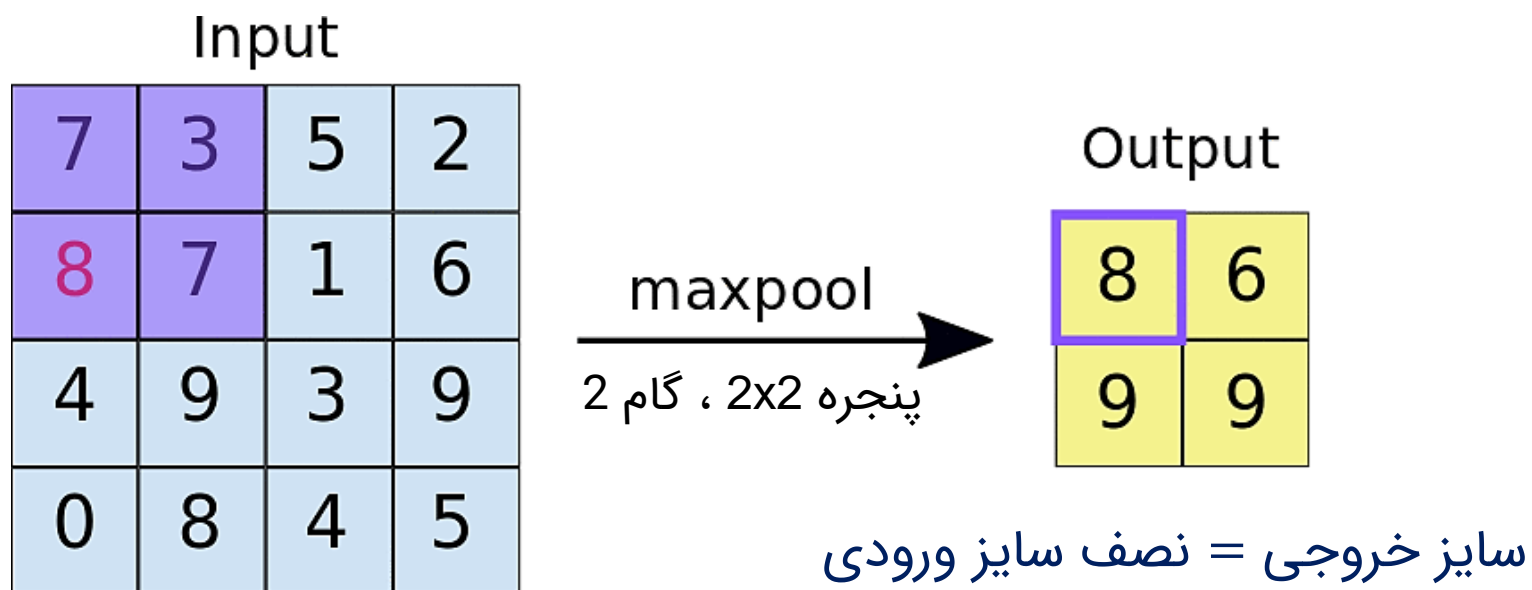 Input
7 3 5 2
8 7 1 6
4 9 3 9
0 8 4 5
maxpool
پنجره 2x2 ، گام 2
Output
8 6
9 9
سایز خروجی = نصف سایز ورودی